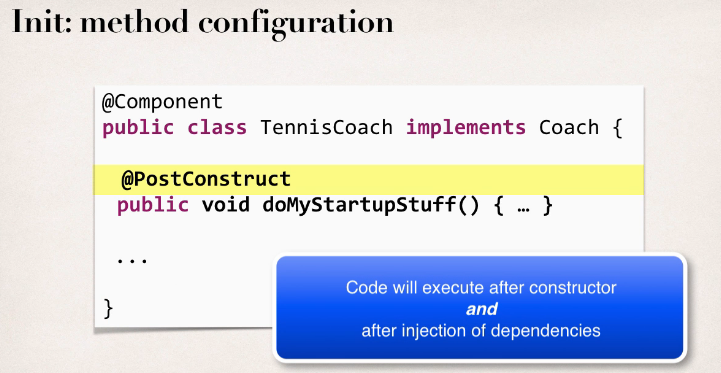 Init: method configuration
@Component
public class TennisCoach implements Coach {
@PostConstruct
public void doMyStartupStuff() { … }
...
}
Code will execute after constructor
and
after injection of dependencies